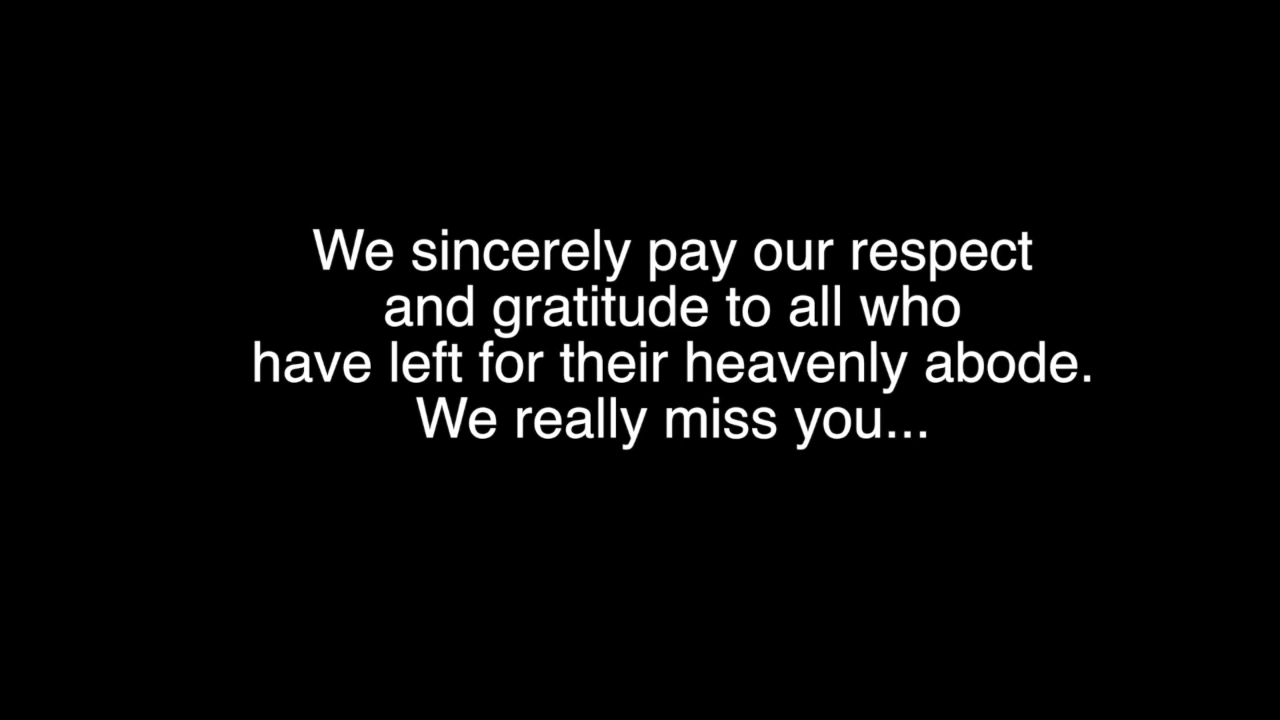 We sincerely pay our respect
and gratitude to all who
have left for their heavenly abode.
We really miss you...